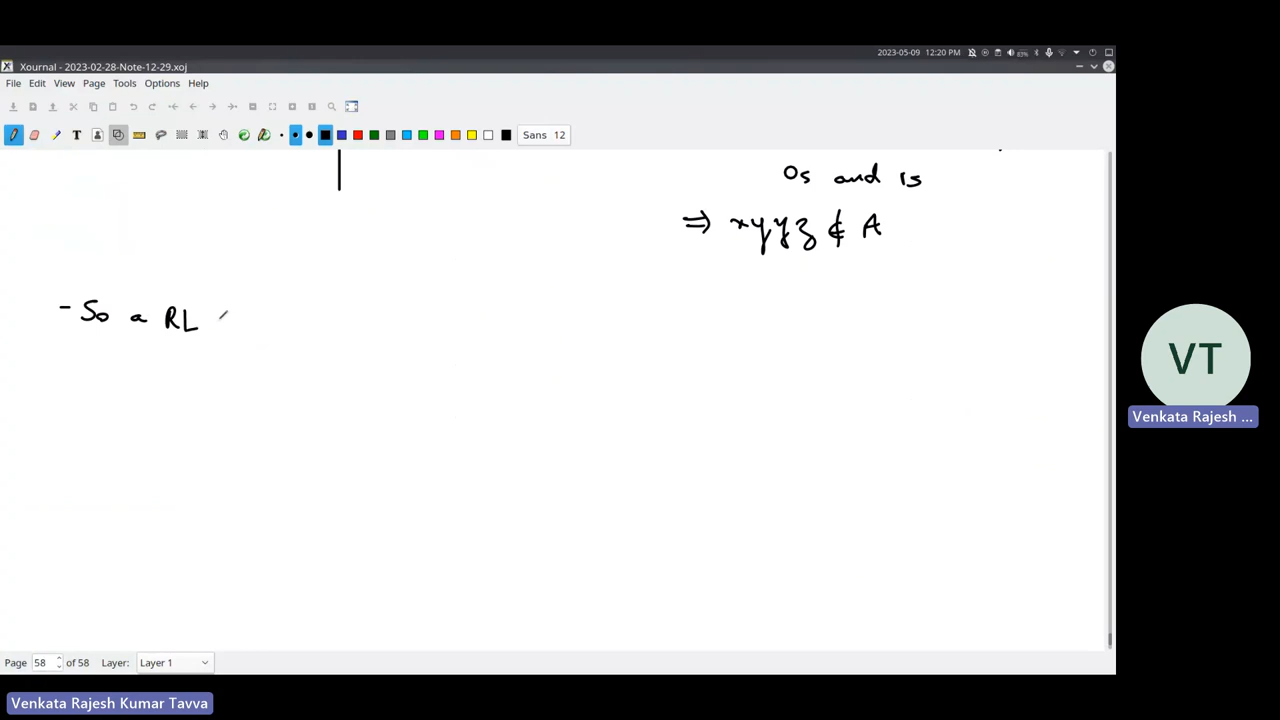 2023-05-09 12:20 PM
Xournal - 2023-02-28-Note-12-29.xoj
File Edit View Page Tools Options Help
Sans 12
0s and 1s
⇒ xyyz ∉ A
- So a RL
VT
Venkata Rajesh ...
Page 58 of 58 Layer: Layer 1
Venkata Rajesh Kumar Tavva